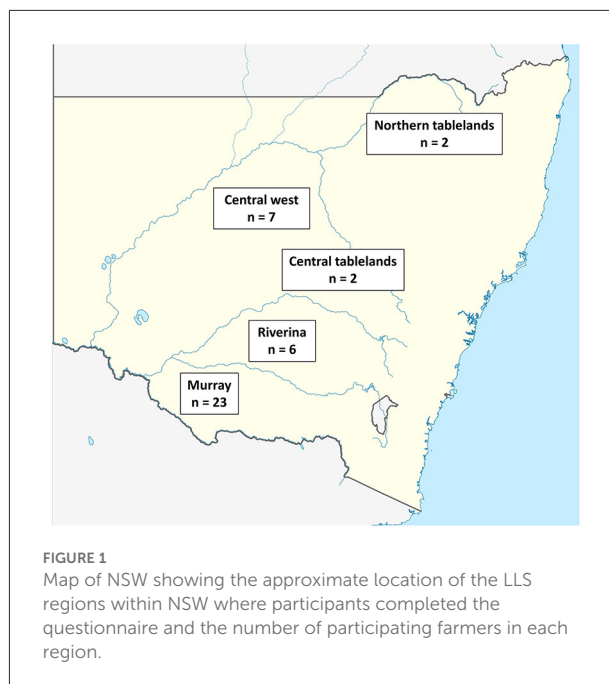 Northern tablelands
n = 2
Central west
n = 7
Central tablelands
n = 2
Riverina
n = 6
Murray
n = 23
FIGURE 1
Map of NSW showing the approximate location of the LLS
regions within NSW where participants completed the
questionnaire and the number of participating farmers in each
region.